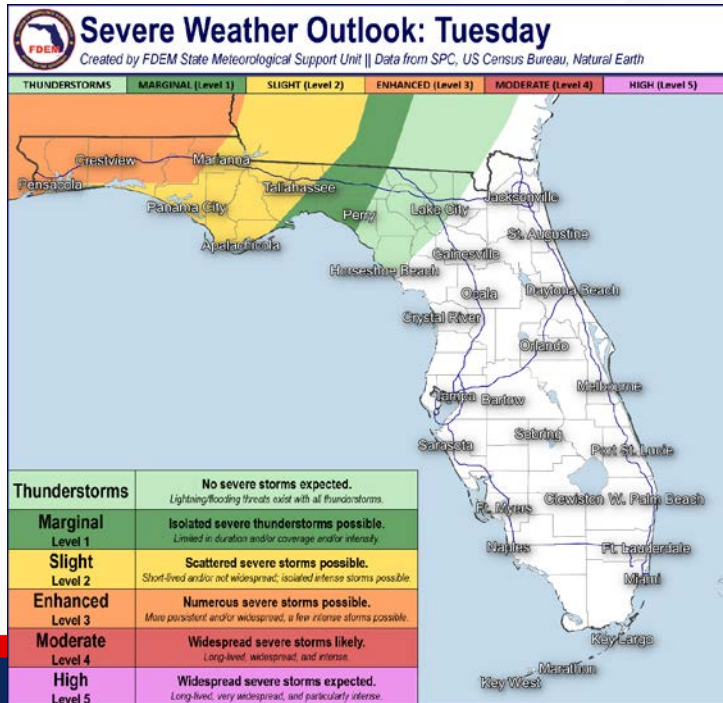 Severe Weather Outlook: Tuesday
FDEM
Created by FDEM State Meteorological Support Unit || Data from SPC, US Census Bureau, Natural Earth
THUNDERSTORMS MARGINAL (Level 1) SLIGHT (Level 2) ENHANCED (Level 3) MODERATE (Level 4) HIGH (Level 5)
Crestview
Marianna
Pensacola
Tallahassee
Panama City
Perry
Lake City
Jacksonville
Apalachicola
St. Augustine
Gainesville
Horseshoe Beach
Ocala
Daytona Beach
Crystal River
Orlando
Tampa
Bartow
Melbourne
Sarasota
Sebring
Port St. Lucie
Ft. Myers
Clewiston
W. Palm Beach
Naples
Ft. Lauderdale
Miami
Key Largo
Marathon
Key West
Thunderstorms
No severe storms expected.
Lightning/flooding threats exist with all thunderstorms.
Marginal
Level 1
Isolated severe thunderstorms possible.
Limited in duration and/or coverage and/or intensity.
Slight
Level 2
Scattered severe storms possible.
Short-lived and/or not widespread; isolated intense storms possible.
Enhanced
Level 3
Numerous severe storms possible.
More persistent and/or widespread, a few intense storms possible.
Moderate
Level 4
Widespread severe storms likely.
Long-lived, widespread, and intense.
High
Level 5
Widespread severe storms expected.
Long-lived, very widespread, and particularly intense.